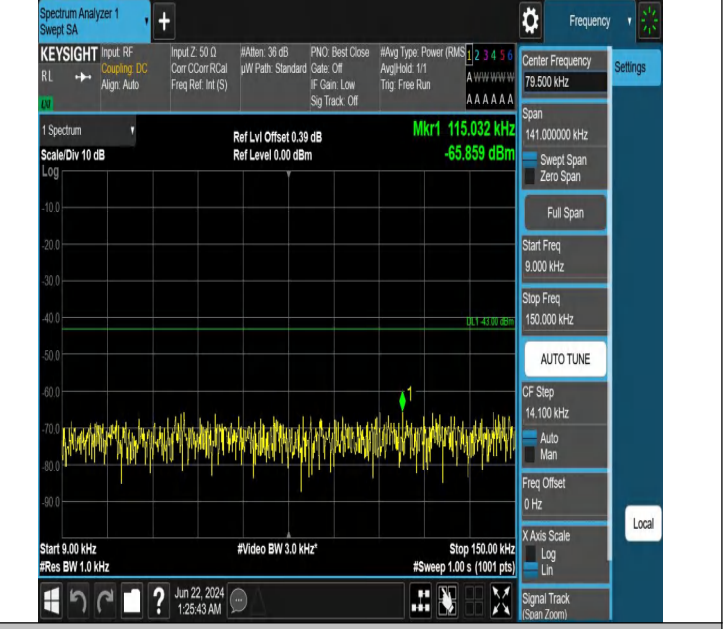 Spectrum Analyzer 1
Swept SA
Frequency
KEYSIGHT
RL
Input: RF
Coupling: DC
Align: Auto
Input Z: 50 Ω
Corr CCorr RCal
Freq Ref: Int (S)
#Atten: 36 dB
µW Path: Standard
PNO: Best Close
Gate: Off
IF Gain: Low
Sig Track: Off
#Avg Type: Power (RMS
Avg|Hold: 1/1
Trig: Free Run
1 2 3 4 5 6
A W W W W W
A A A A A A
LXI
1 Spectrum
Scale/Div 10 dB
Log
Ref Lvl Offset 0.39 dB
Ref Level 0.00 dBm
Mkr1 115.032 kHz
-65.859 dBm
-10.0
-20.0
-30.0
-40.0
DL1 -43.00 dBm
-50.0
-60.0
1
-70.0
-80.0
-90.0
Start 9.00 kHz
#Video BW 3.0 kHz*
Stop 150.00 kHz
#Res BW 1.0 kHz
#Sweep 1.00 s (1001 pts)
?
Jun 22, 2024
1:25:43 AM
Center Frequency
79.500 kHz
Settings
Span
141.000000 kHz
Swept Span
Zero Span
Full Span
Start Freq
9.000 kHz
Stop Freq
150.000 kHz
AUTO TUNE
CF Step
14.100 kHz
Auto
Man
Freq Offset
0 Hz
X Axis Scale
Log
Lin
Local
Signal Track
(Span Zoom)